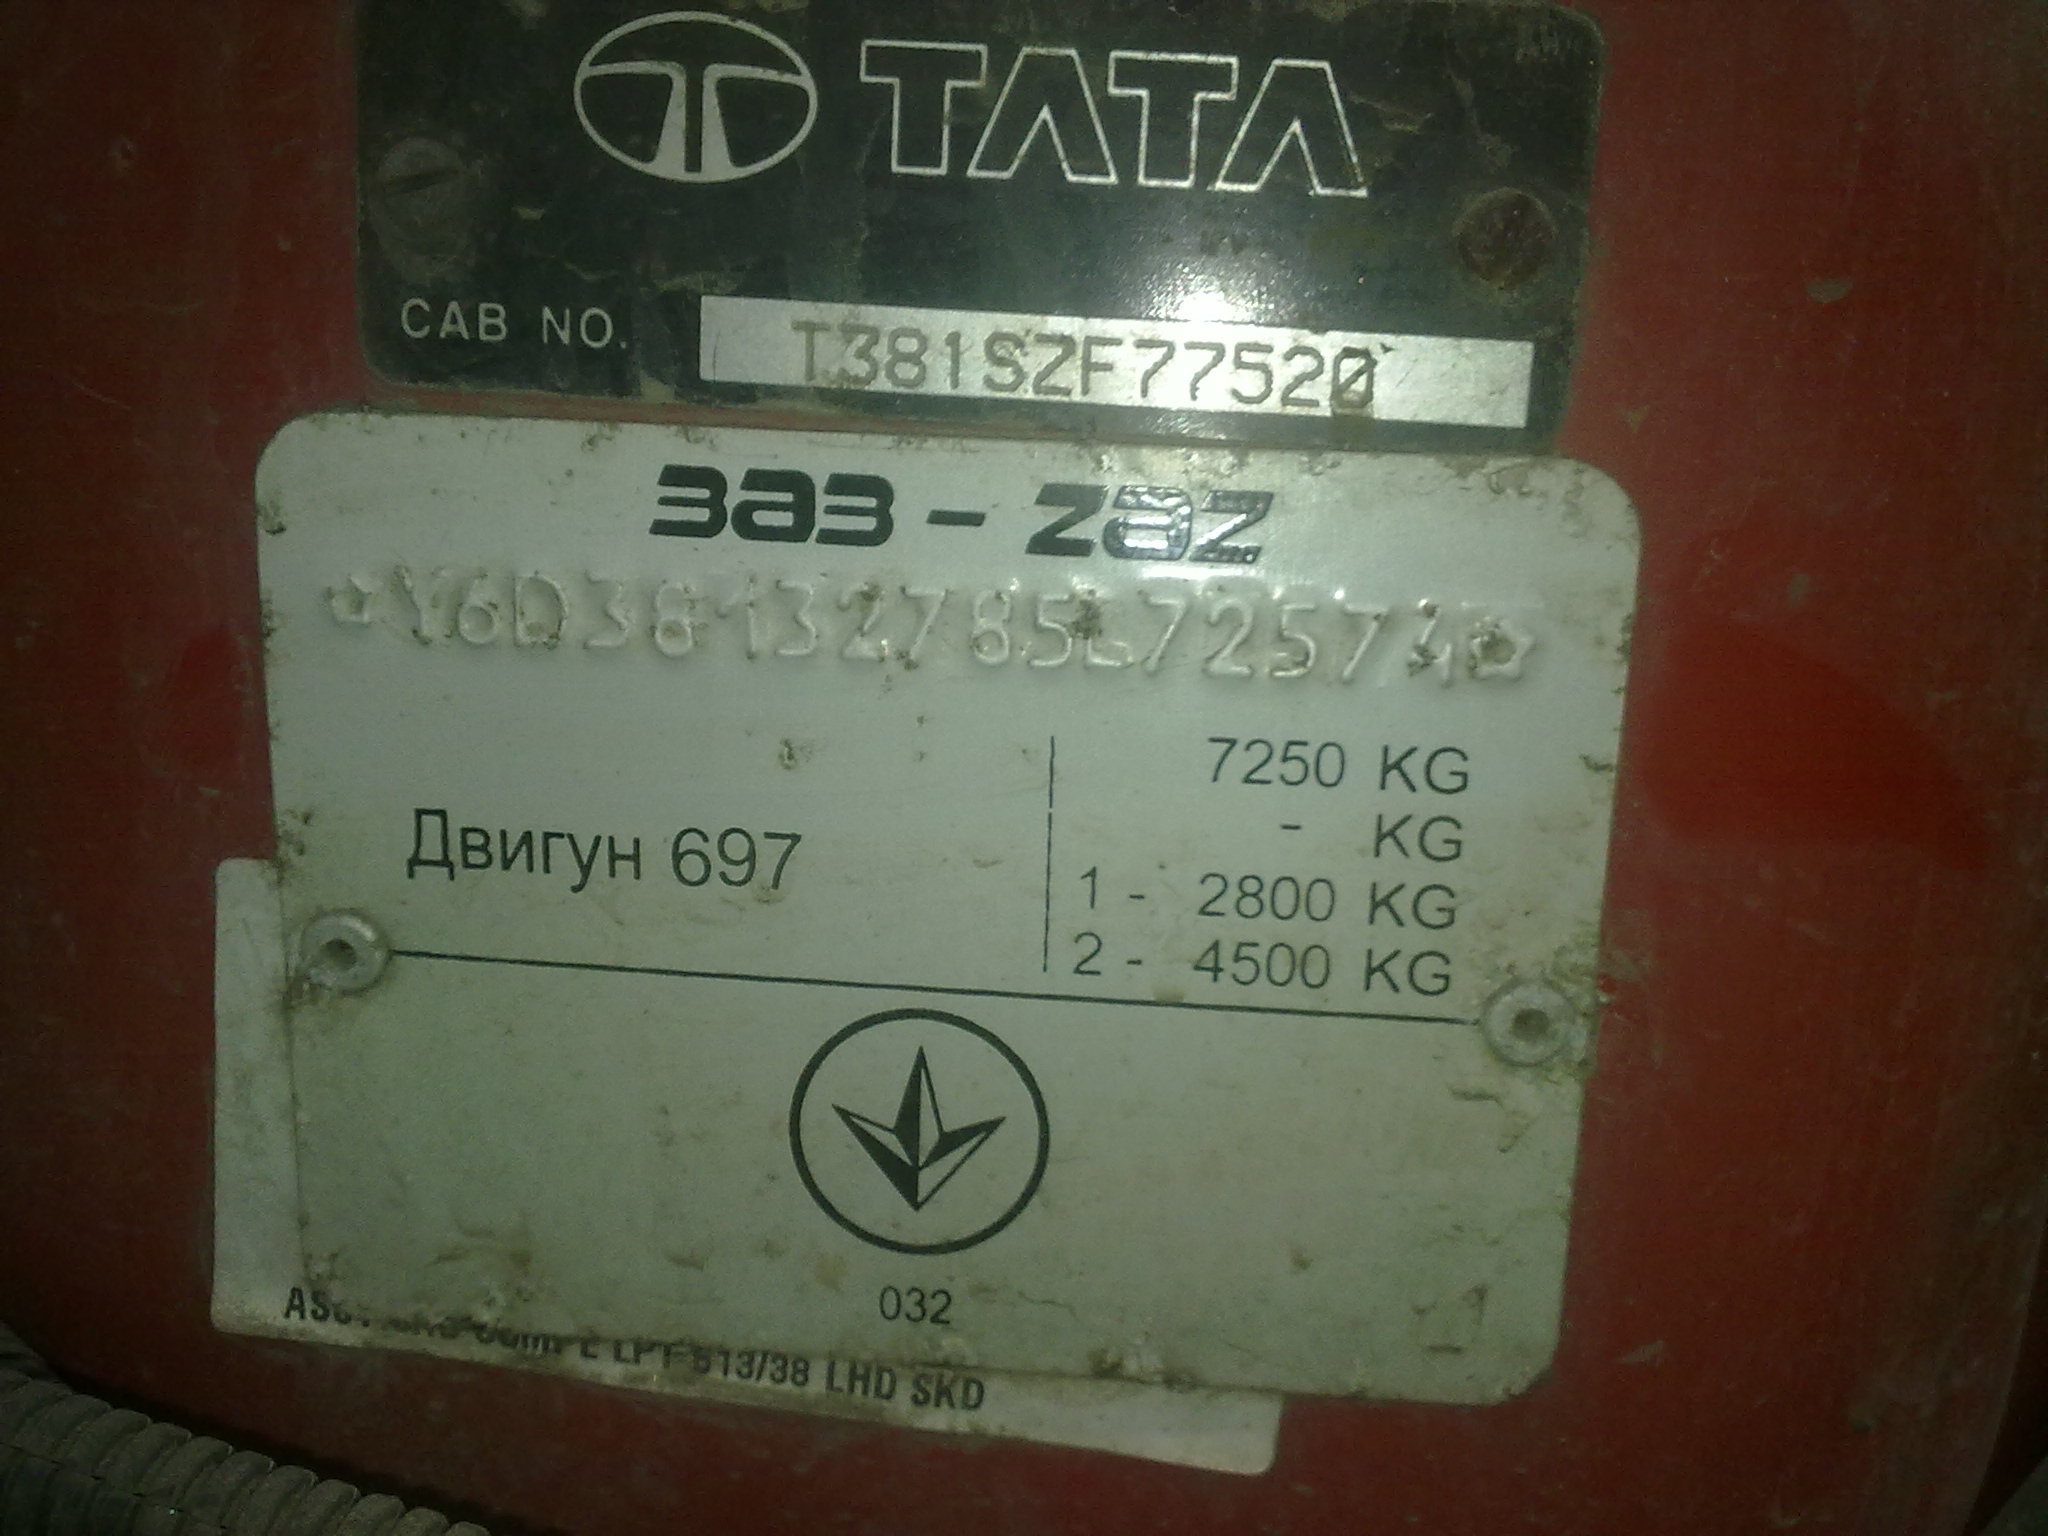 TATA
CAB NO. T381SZF77520
ЗАЗ - ZAZ
Двигун 697
7250 KG
- KG
1 - 2800 KG
2 - 4500 KG
032
LPT 513/38 LHD SKD